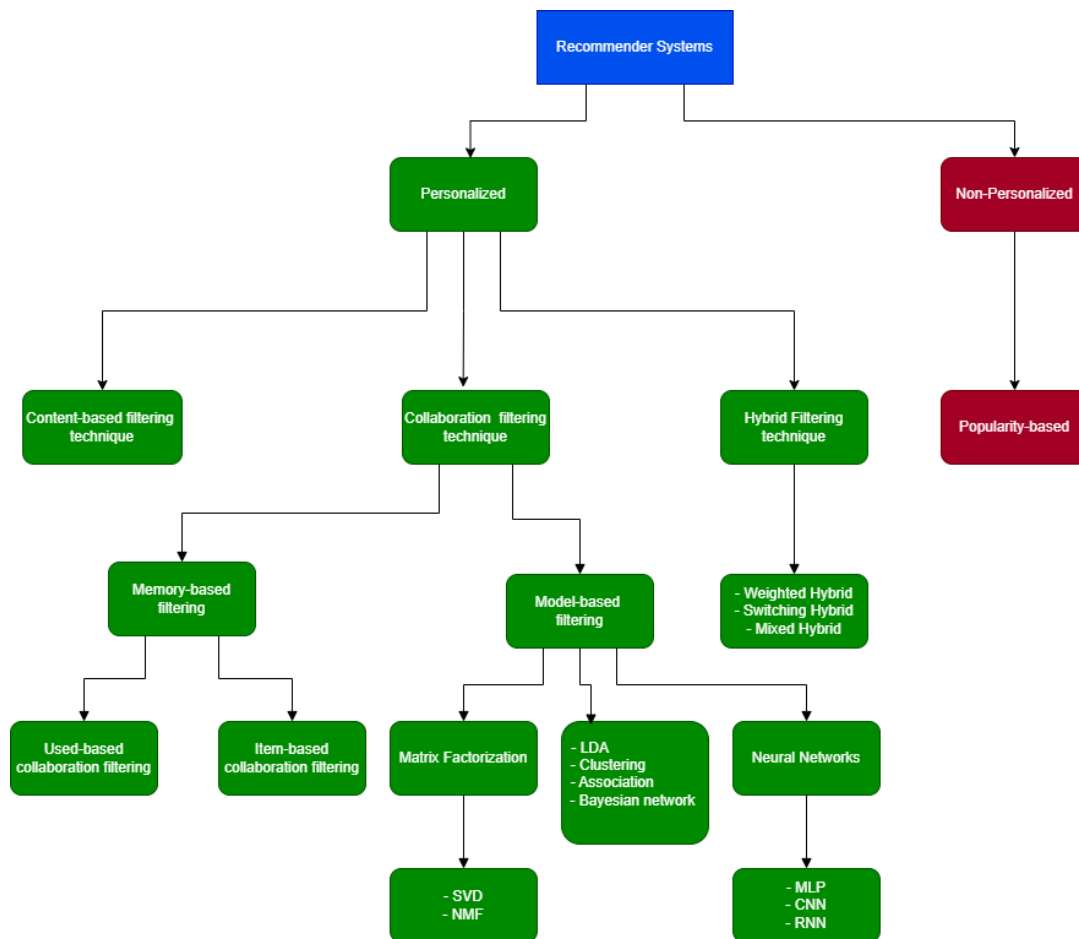 Recommender Systems
Personalized
Non-Personalized
Content-based filtering
technique
Collaboration filtering
technique
Hybrid Filtering
technique
Popularity-based
Memory-based
filtering
Model-based
filtering
- Weighted Hybrid
- Switching Hybrid
- Mixed Hybrid
Used-based
collaboration filtering
Item-based
collaboration filtering
Matrix Factorization
- LDA
- Clustering
- Association
- Bayesian network
Neural Networks
- SVD
- NMF
- MLP
- CNN
- RNN